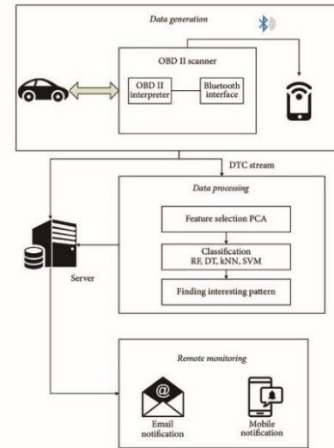 Data generation
OBD II scanner
OBD II
interpreter
Bluetooth
interface
DTC stream
Data processing
Feature selection PCA
Classification
RF, DT, kNN, SVM
Finding interesting pattern
Server
Remote monitoring
@
Email
notification
Mobile
notification